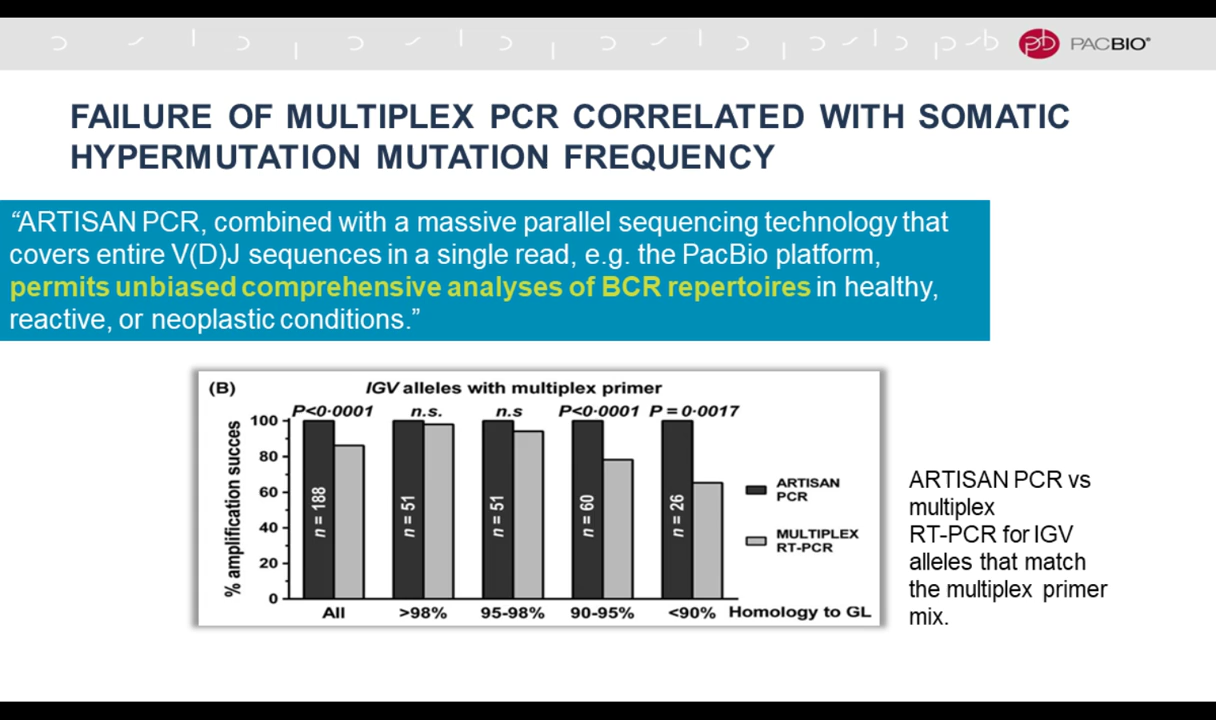 PACBIO®
FAILURE OF MULTIPLEX PCR CORRELATED WITH SOMATIC
HYPERMUTATION MUTATION FREQUENCY
“ARTISAN PCR, combined with a massive parallel sequencing technology that
covers entire V(D)J sequences in a single read, e.g. the PacBio platform,
permits unbiased comprehensive analyses of BCR repertoires in healthy,
reactive, or neoplastic conditions.”
(B) IGV alleles with multiplex primer
P<0·0001 n.s. n.s P<0·0001 P = 0·0017
% amplification succes
100
80
60
40
20
0
n = 188
n = 51
n = 51
n = 60
n = 26
ARTISAN
PCR
MULTIPLEX
RT-PCR
All >98% 95-98% 90-95% <90% Homology to GL
ARTISAN PCR vs
multiplex
RT-PCR for IGV
alleles that match
the multiplex primer
mix.